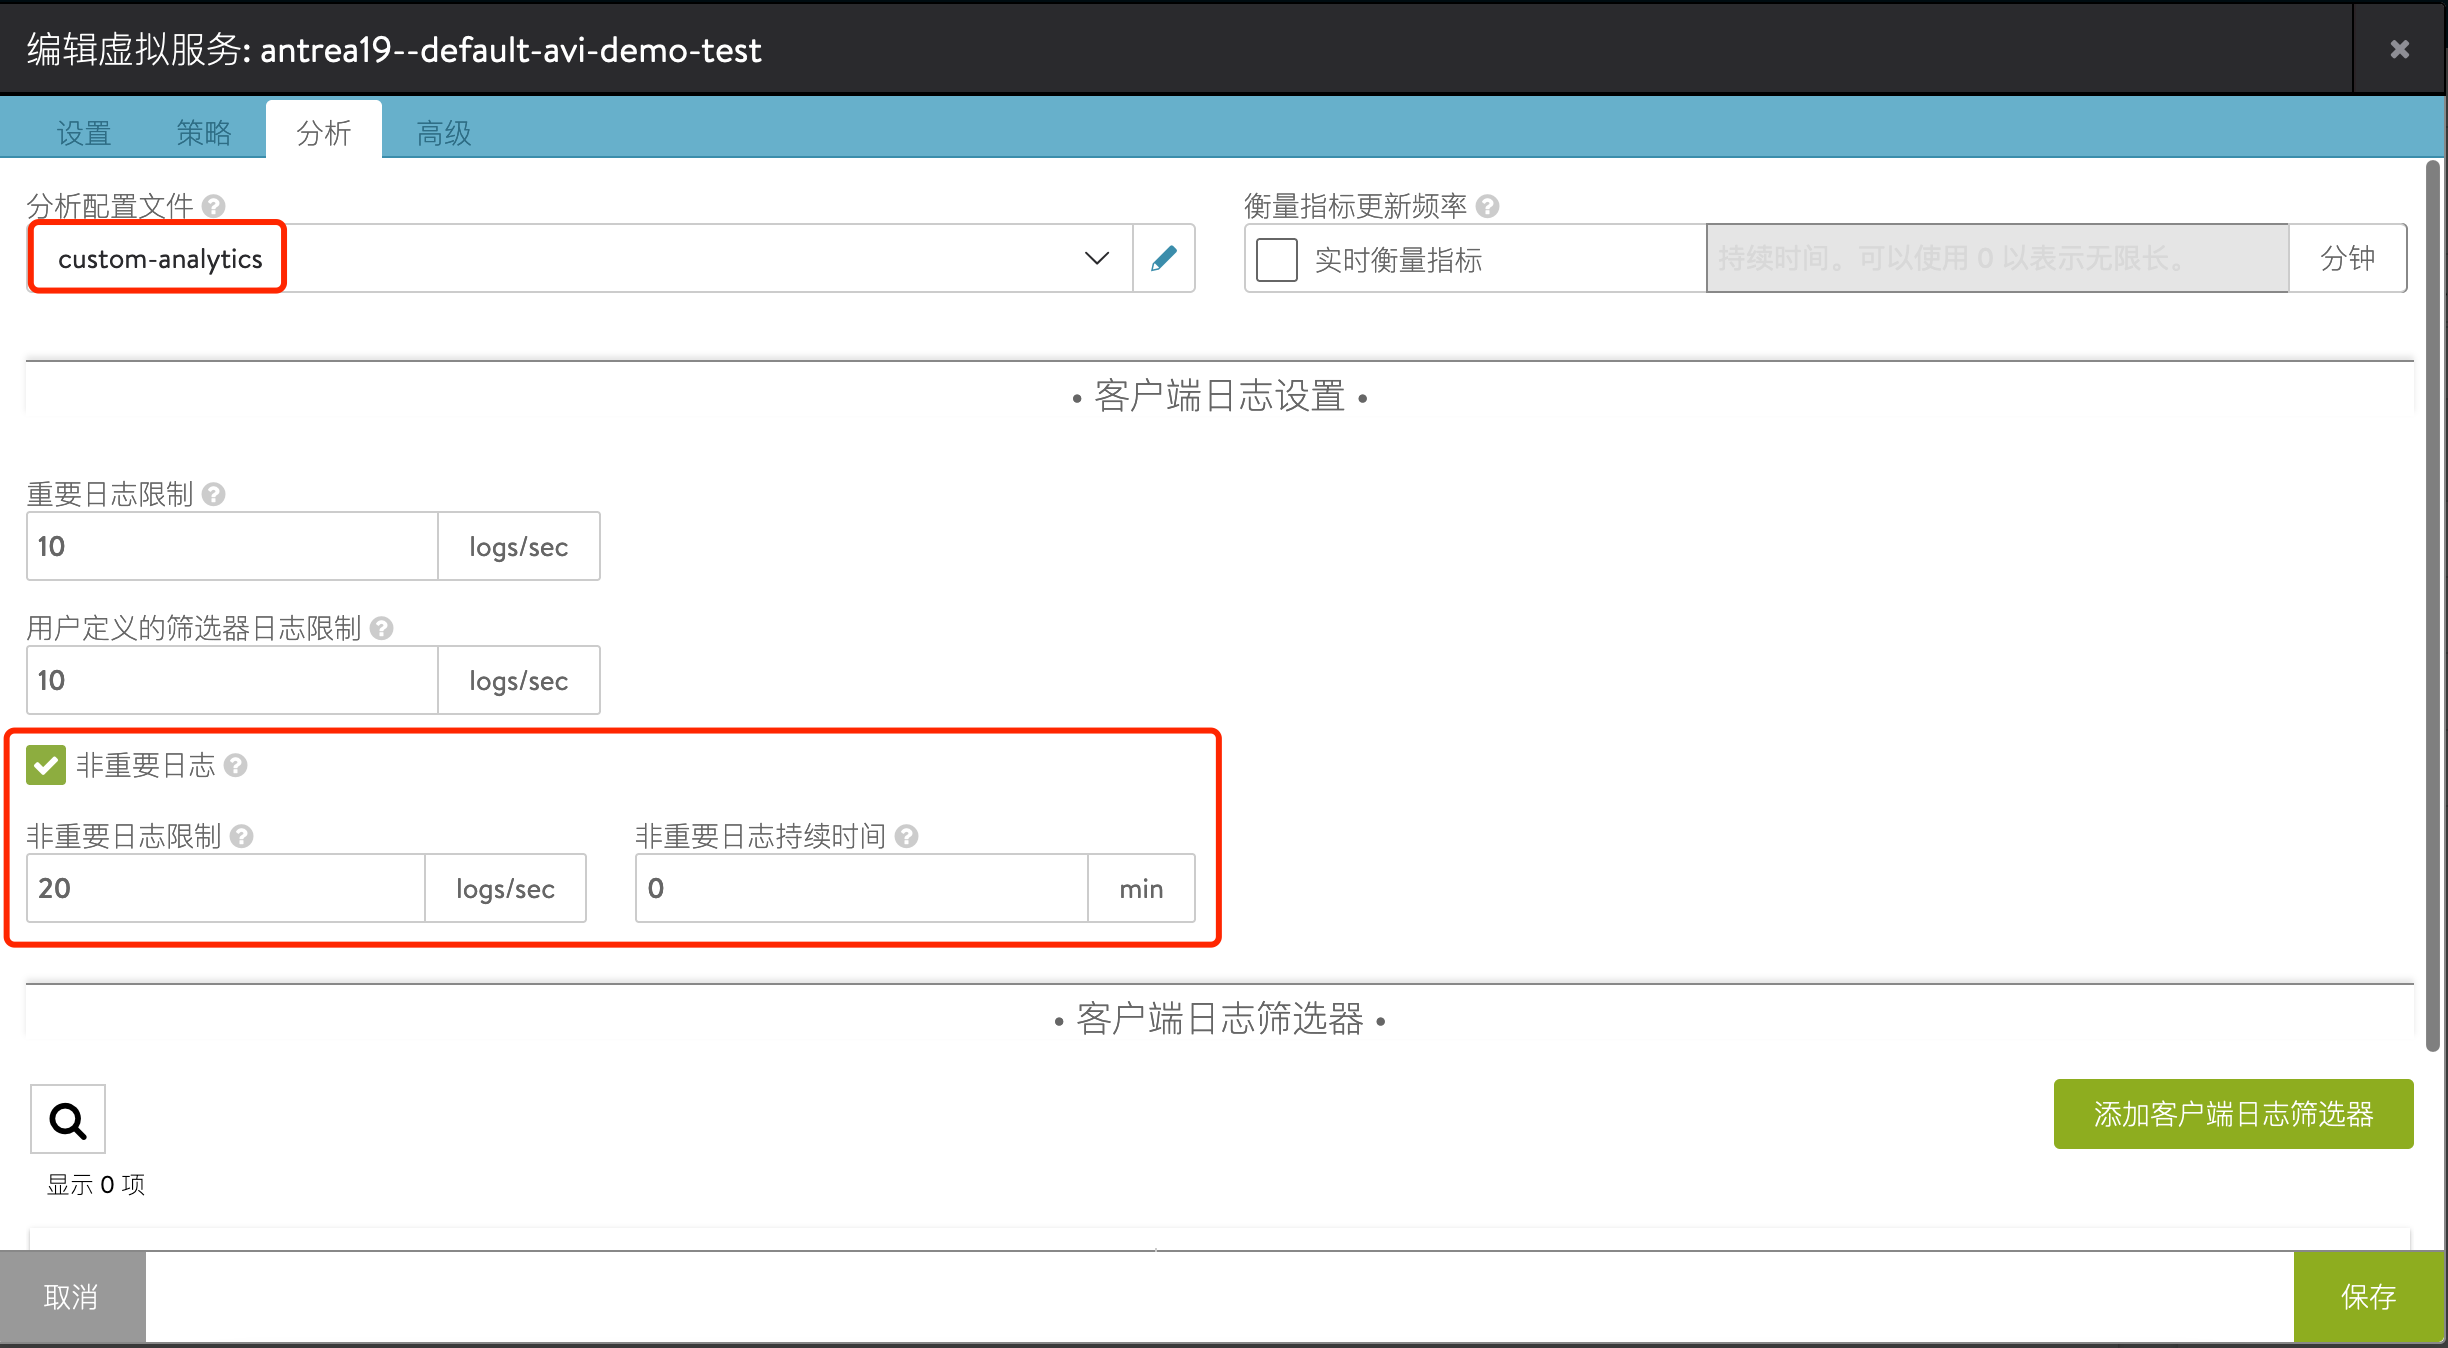 编辑虚拟服务: antrea19--default-avi-demo-test
设置 策略 分析 高级
分析配置文件 衡量指标更新频率
custom-analytics 实时衡量指标 持续时间。可以使用 0 以表示无限长。 分钟
• 客户端日志设置 •
重要日志限制
10 logs/sec
用户定义的筛选器日志限制
10 logs/sec
非重要日志
非重要日志限制 非重要日志持续时间
20 logs/sec 0 min
• 客户端日志筛选器 •
添加客户端日志筛选器
显示 0 项
取消 保存